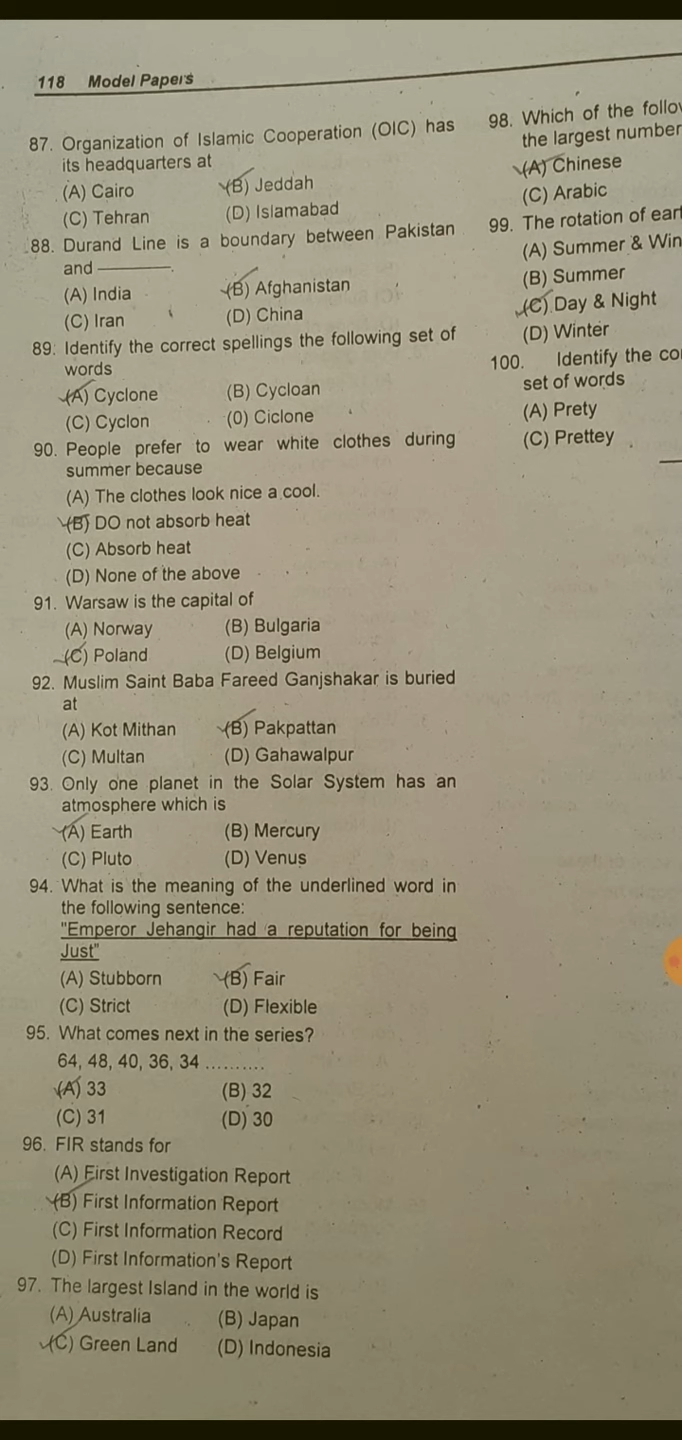 118 Model Papers
87. Organization of Islamic Cooperation (OIC) has
its headquarters at
(A) Cairo (B) Jeddah
(C) Tehran (D) Islamabad
88. Durand Line is a boundary between Pakistan
and ————.
(A) India (B) Afghanistan
(C) Iran (D) China
89. Identify the correct spellings the following set of
words
(A) Cyclone (B) Cycloan
(C) Cyclon (0) Ciclone
90. People prefer to wear white clothes during
summer because
(A) The clothes look nice a cool.
(B) DO not absorb heat
(C) Absorb heat
(D) None of the above
91. Warsaw is the capital of
(A) Norway (B) Bulgaria
(C) Poland (D) Belgium
92. Muslim Saint Baba Fareed Ganjshakar is buried
at
(A) Kot Mithan (B) Pakpattan
(C) Multan (D) Gahawalpur
93. Only one planet in the Solar System has an
atmosphere which is
(A) Earth (B) Mercury
(C) Pluto (D) Venus
94. What is the meaning of the underlined word in
the following sentence:
"Emperor Jehangir had a reputation for being
Just"
(A) Stubborn (B) Fair
(C) Strict (D) Flexible
95. What comes next in the series?
64, 48, 40, 36, 34 ..........
(A) 33 (B) 32
(C) 31 (D) 30
96. FIR stands for
(A) First Investigation Report
(B) First Information Report
(C) First Information Record
(D) First Information's Report
97. The largest Island in the world is
(A) Australia (B) Japan
(C) Green Land (D) Indonesia
98. Which of the
the largest number
(A) Chinese
(C) Arabic
99. The rotation of
(A) Summer &
(B) Summer
(C) Day & Night
(D) Winter
100. Identify the
set of words
(A) Prety
(C) Prettey